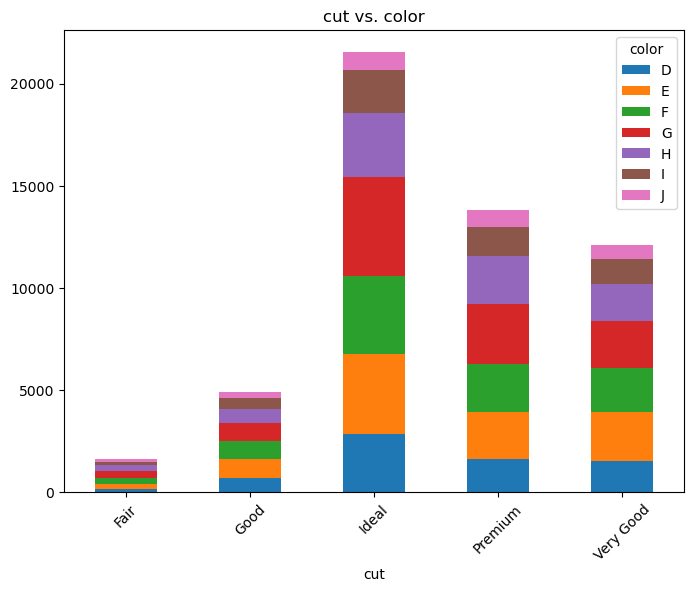 cut vs. color
color
D
E
F
G
H
I
J
20000
15000
10000
5000
0
Fair
Good
Ideal
Premium
Very Good
cut